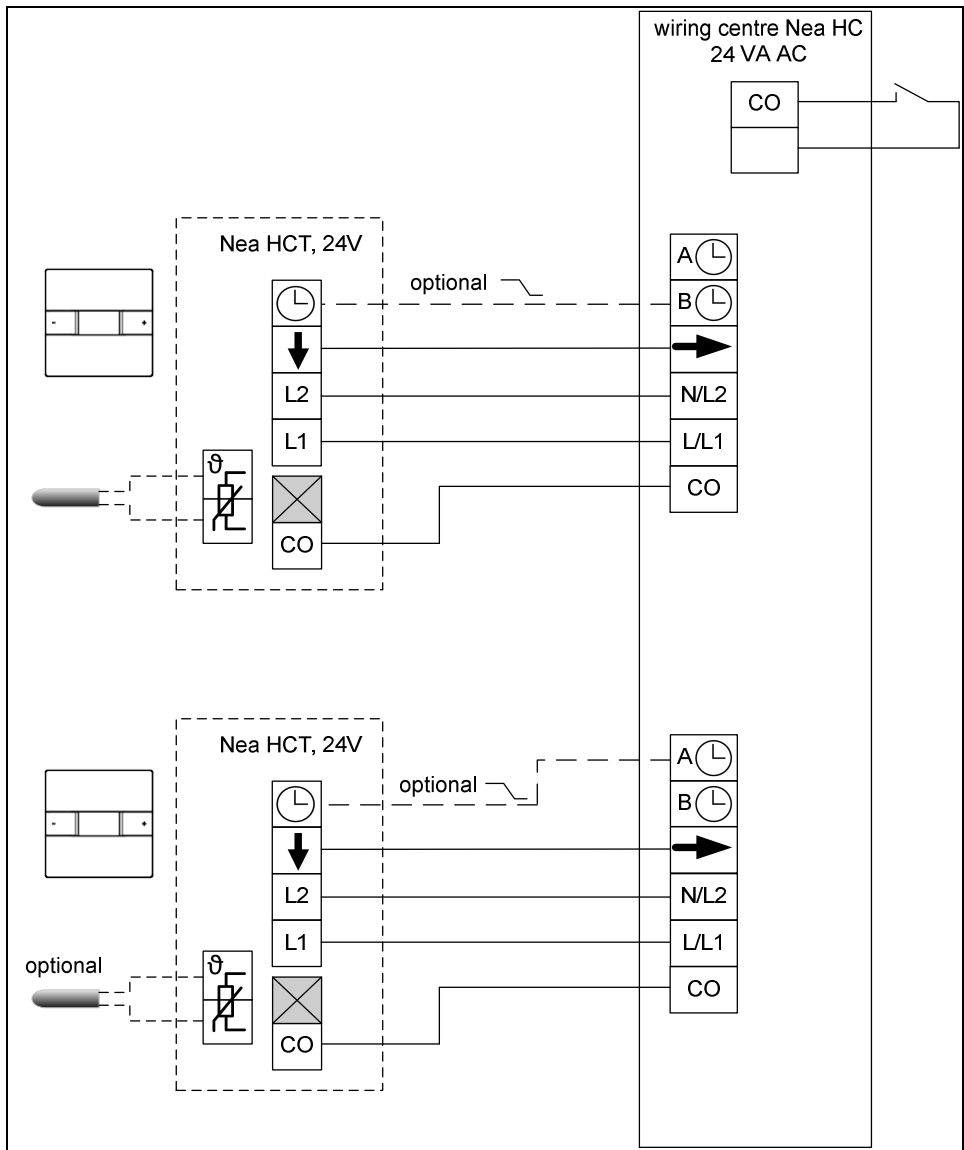 wiring centre Nea HC
24 VA AC
CO
Nea HCT, 24V
optional
A
B
L2
N/L2
L1
L/L1
CO
ϑ
CO
- +
Nea HCT, 24V
optional
A
B
L2
N/L2
L1
L/L1
CO
optional
ϑ
CO
- +